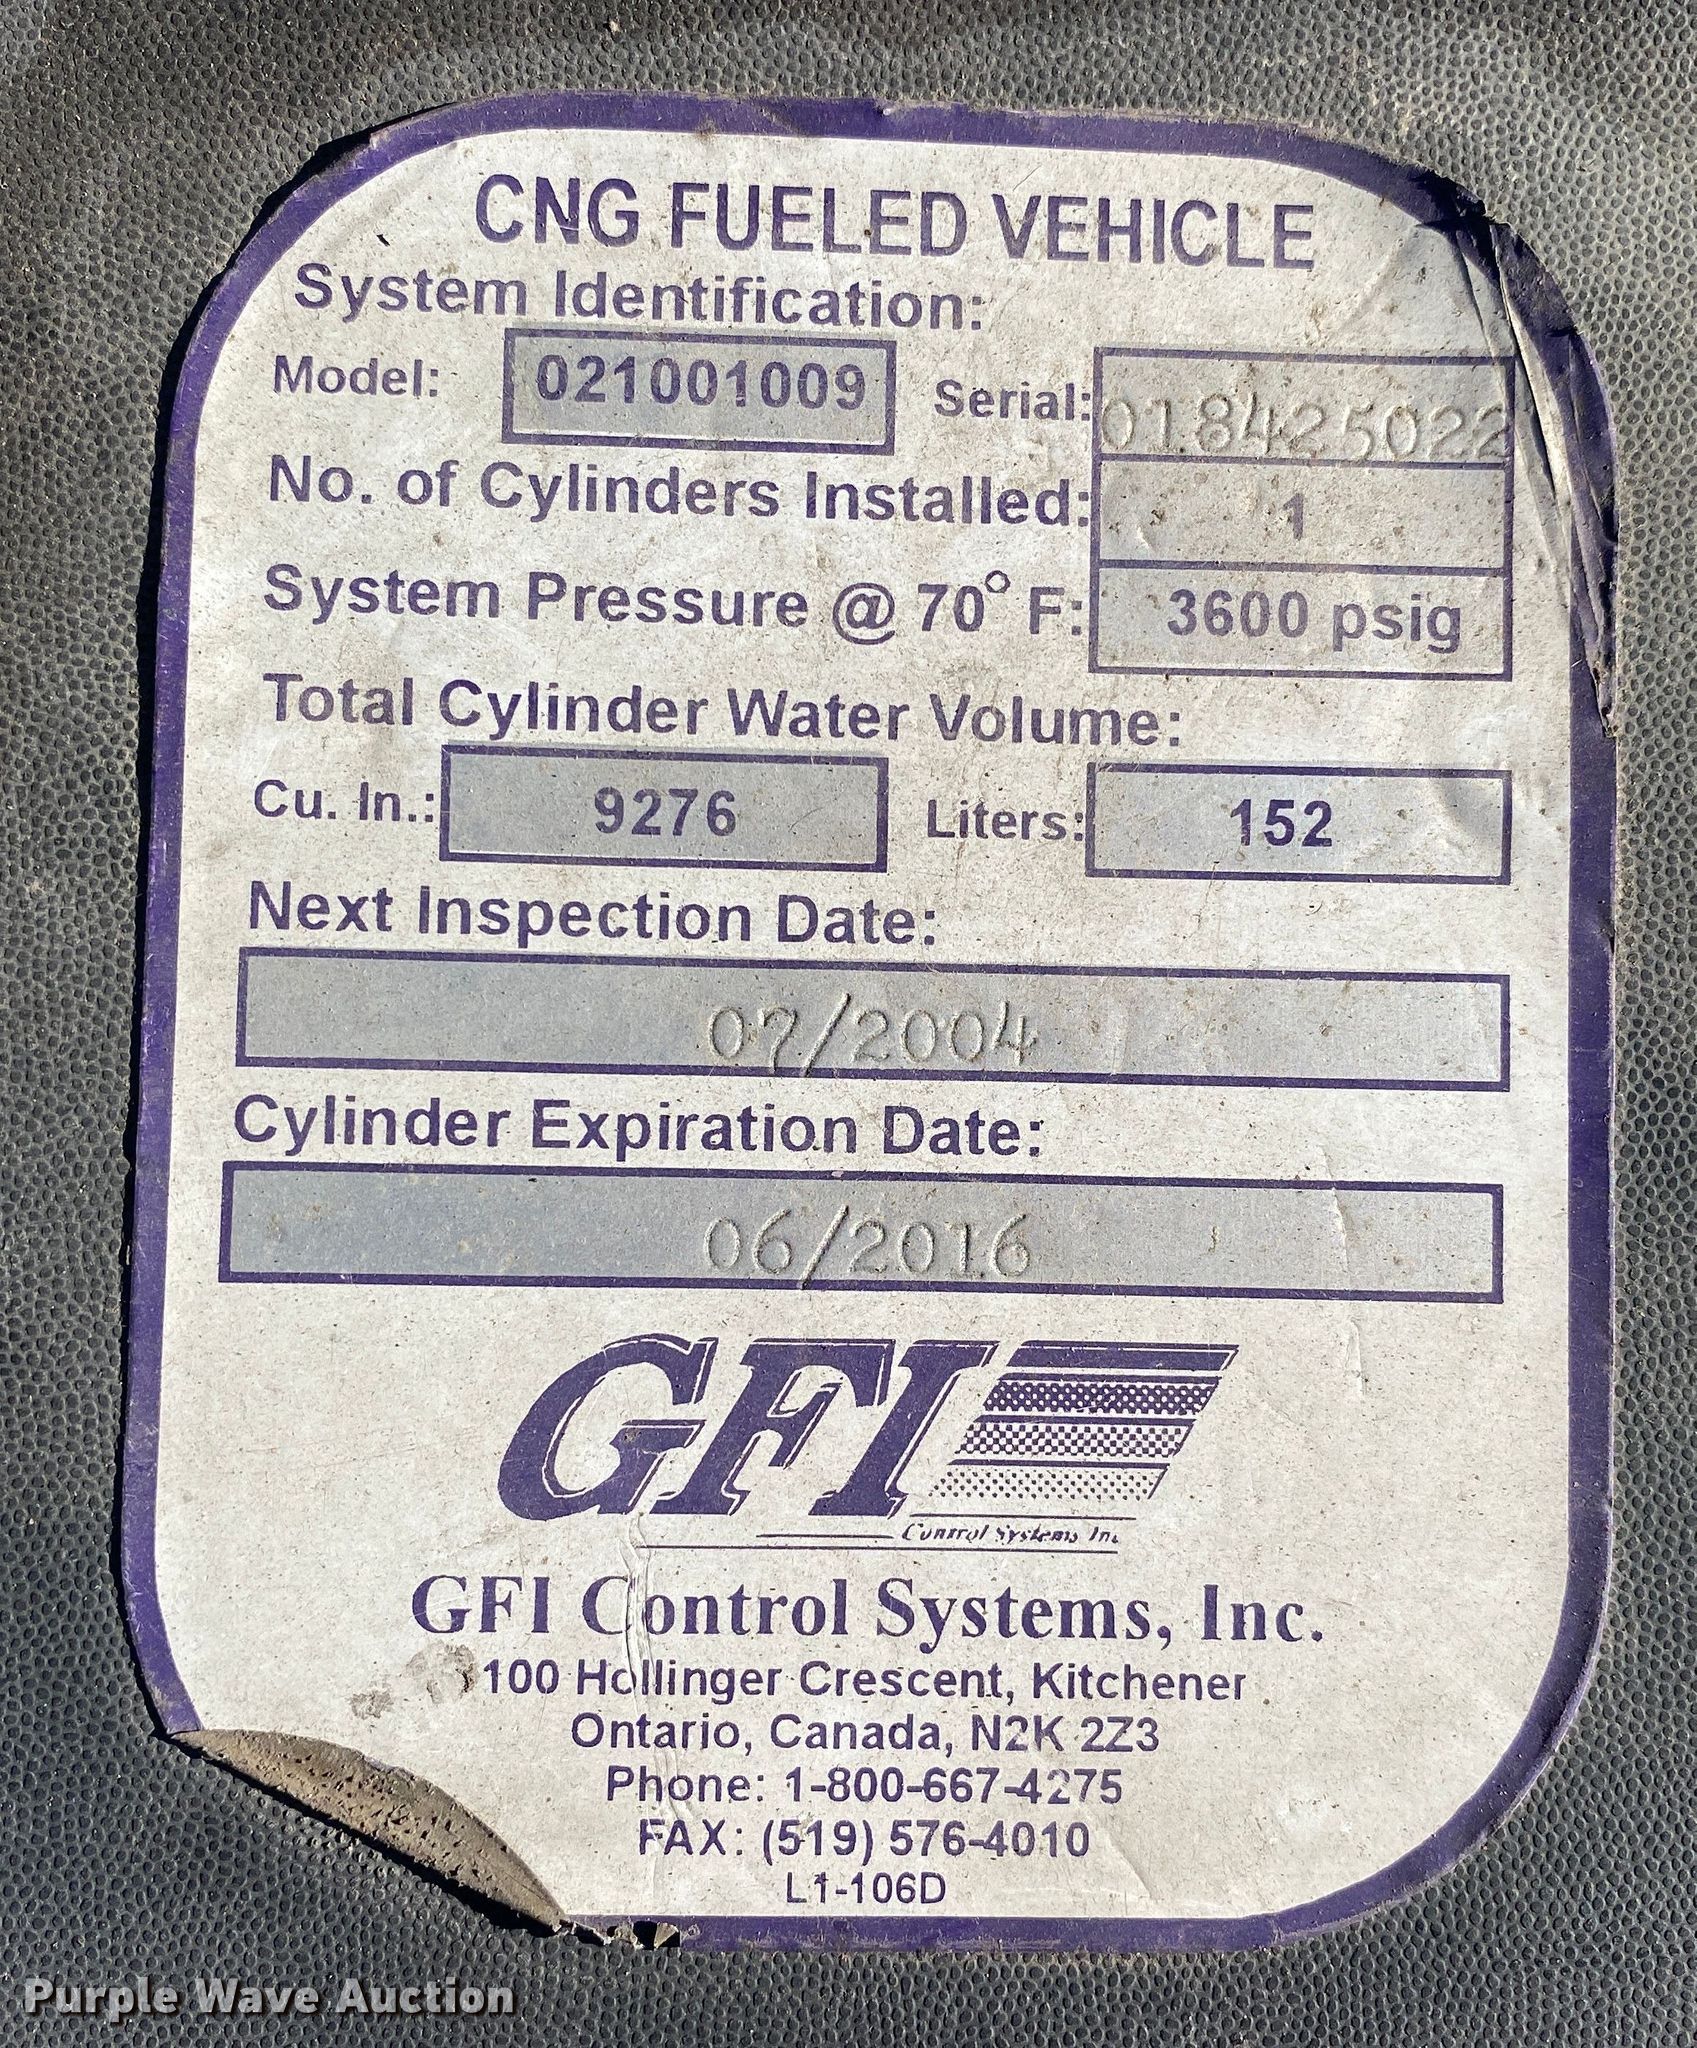 CNG FUELED VEHICLE
System Identification:
Model: 021001009 Serial: 018425022
No. of Cylinders Installed: 1
System Pressure @ 70° F: 3600 psig
Total Cylinder Water Volume:
Cu. In.: 9276 Liters: 152
Next Inspection Date:
07/2004
Cylinder Expiration Date:
06/2016
GFI
Control Systems Inc
GFI Control Systems, Inc.
100 Hollinger Crescent, Kitchener
Ontario, Canada, N2K 2Z3
Phone: 1-800-667-4275
FAX: (519) 576-4010
L1-106D
Purple Wave Auction